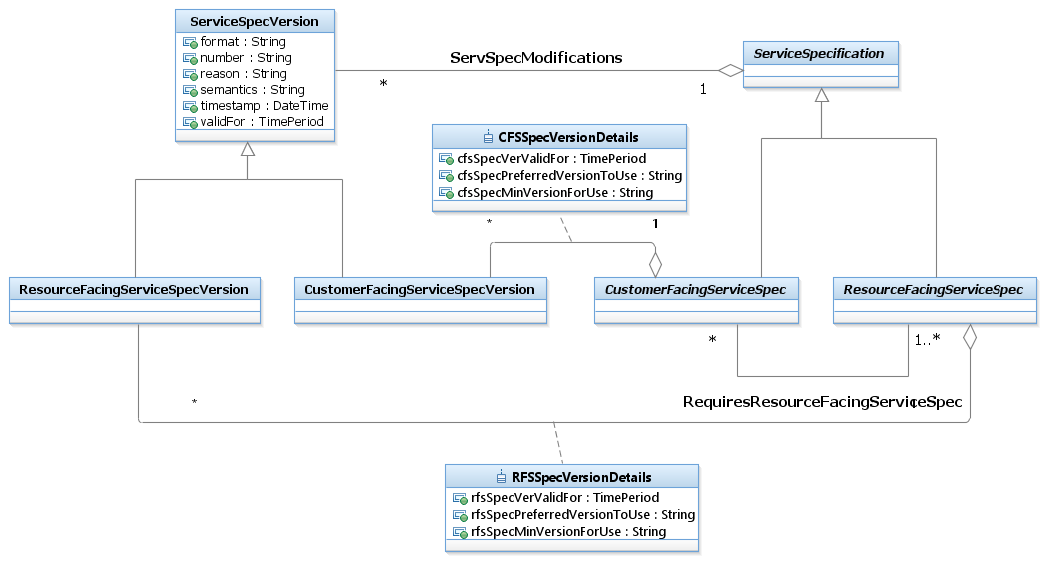 ServiceSpecVersion
format : String
number : String
reason : String
semantics : String
timestamp : DateTime
validFor : TimePeriod
ServSpecModifications
*
1
ServiceSpecification
CFSSpecVersionDetails
cfsSpecVerValidFor : TimePeriod
cfsSpecPreferredVersionToUse : String
cfsSpecMinVersionForUse : String
*
1
ResourceFacingServiceSpecVersion
CustomerFacingServiceSpecVersion
CustomerFacingServiceSpec
ResourceFacingServiceSpec
*
1..*
*
RequiresResourceFacingServiceSpec
RFSSpecVersionDetails
rfsSpecVerValidFor : TimePeriod
rfsSpecPreferredVersionToUse : String
rfsSpecMinVersionForUse : String